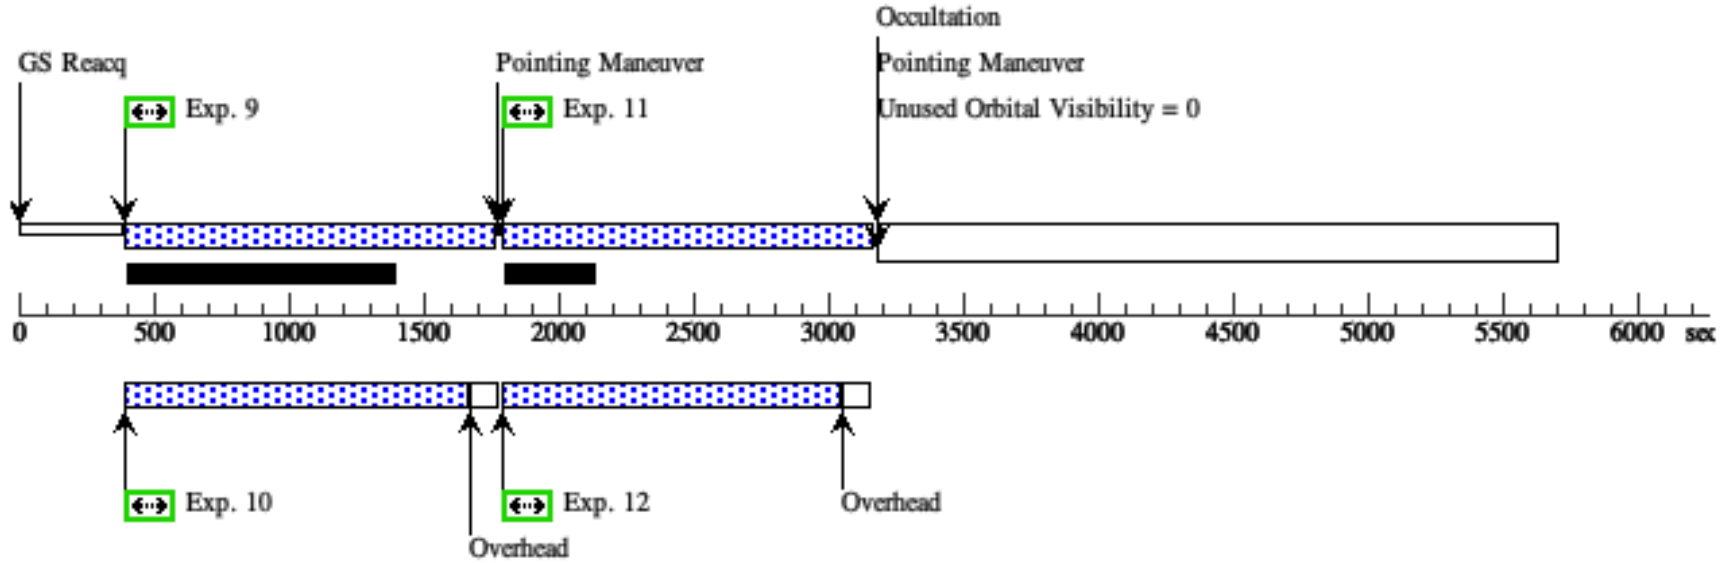 Occultation
GS Reacq Pointing Maneuver Pointing Maneuver
Exp. 9 Exp. 11 Unused Orbital Visibility = 0
0 500 1000 1500 2000 2500 3000 3500 4000 4500 5000 5500 6000 sec
Exp. 10 Exp. 12 Overhead
Overhead